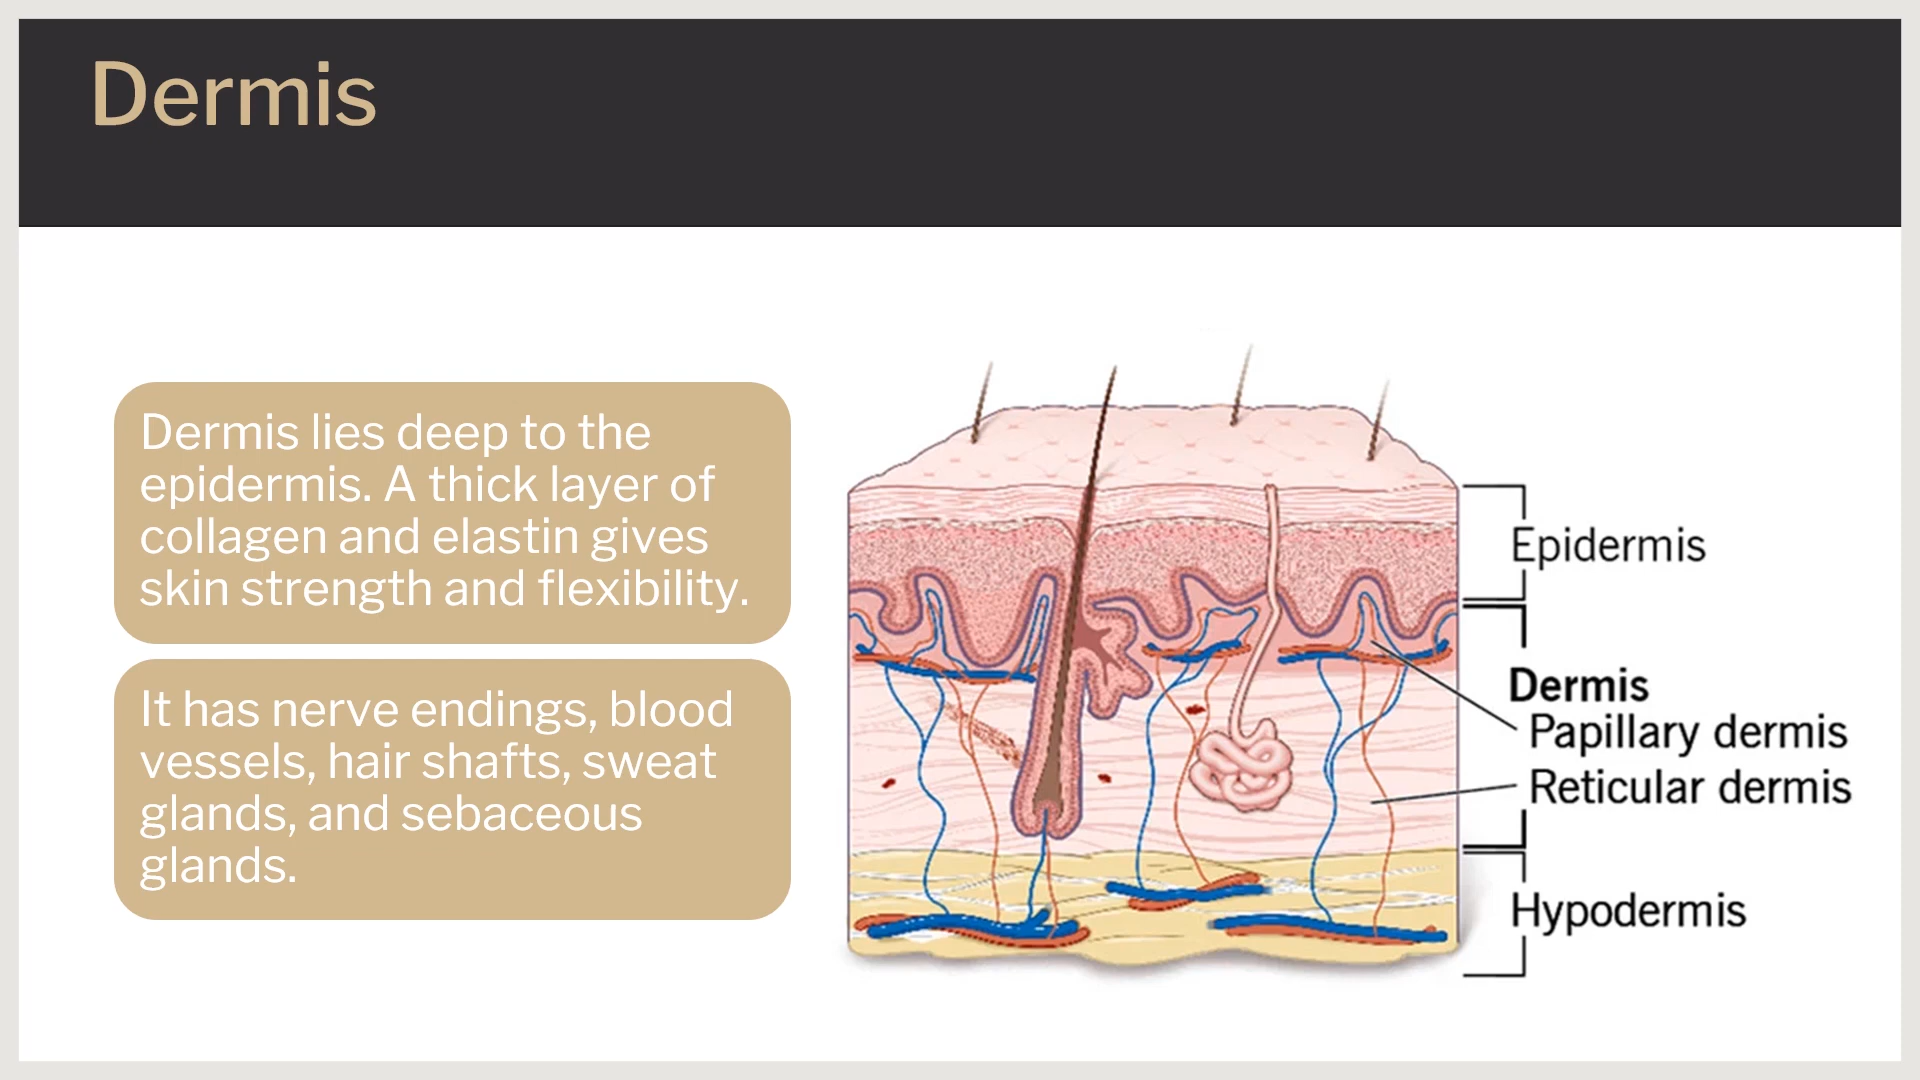 Dermis
Dermis lies deep to the
epidermis. A thick layer of
collagen and elastin gives
skin strength and flexibility.
It has nerve endings, blood
vessels, hair shafts, sweat
glands, and sebaceous
glands.
Epidermis
Dermis
Papillary dermis
Reticular dermis
Hypodermis